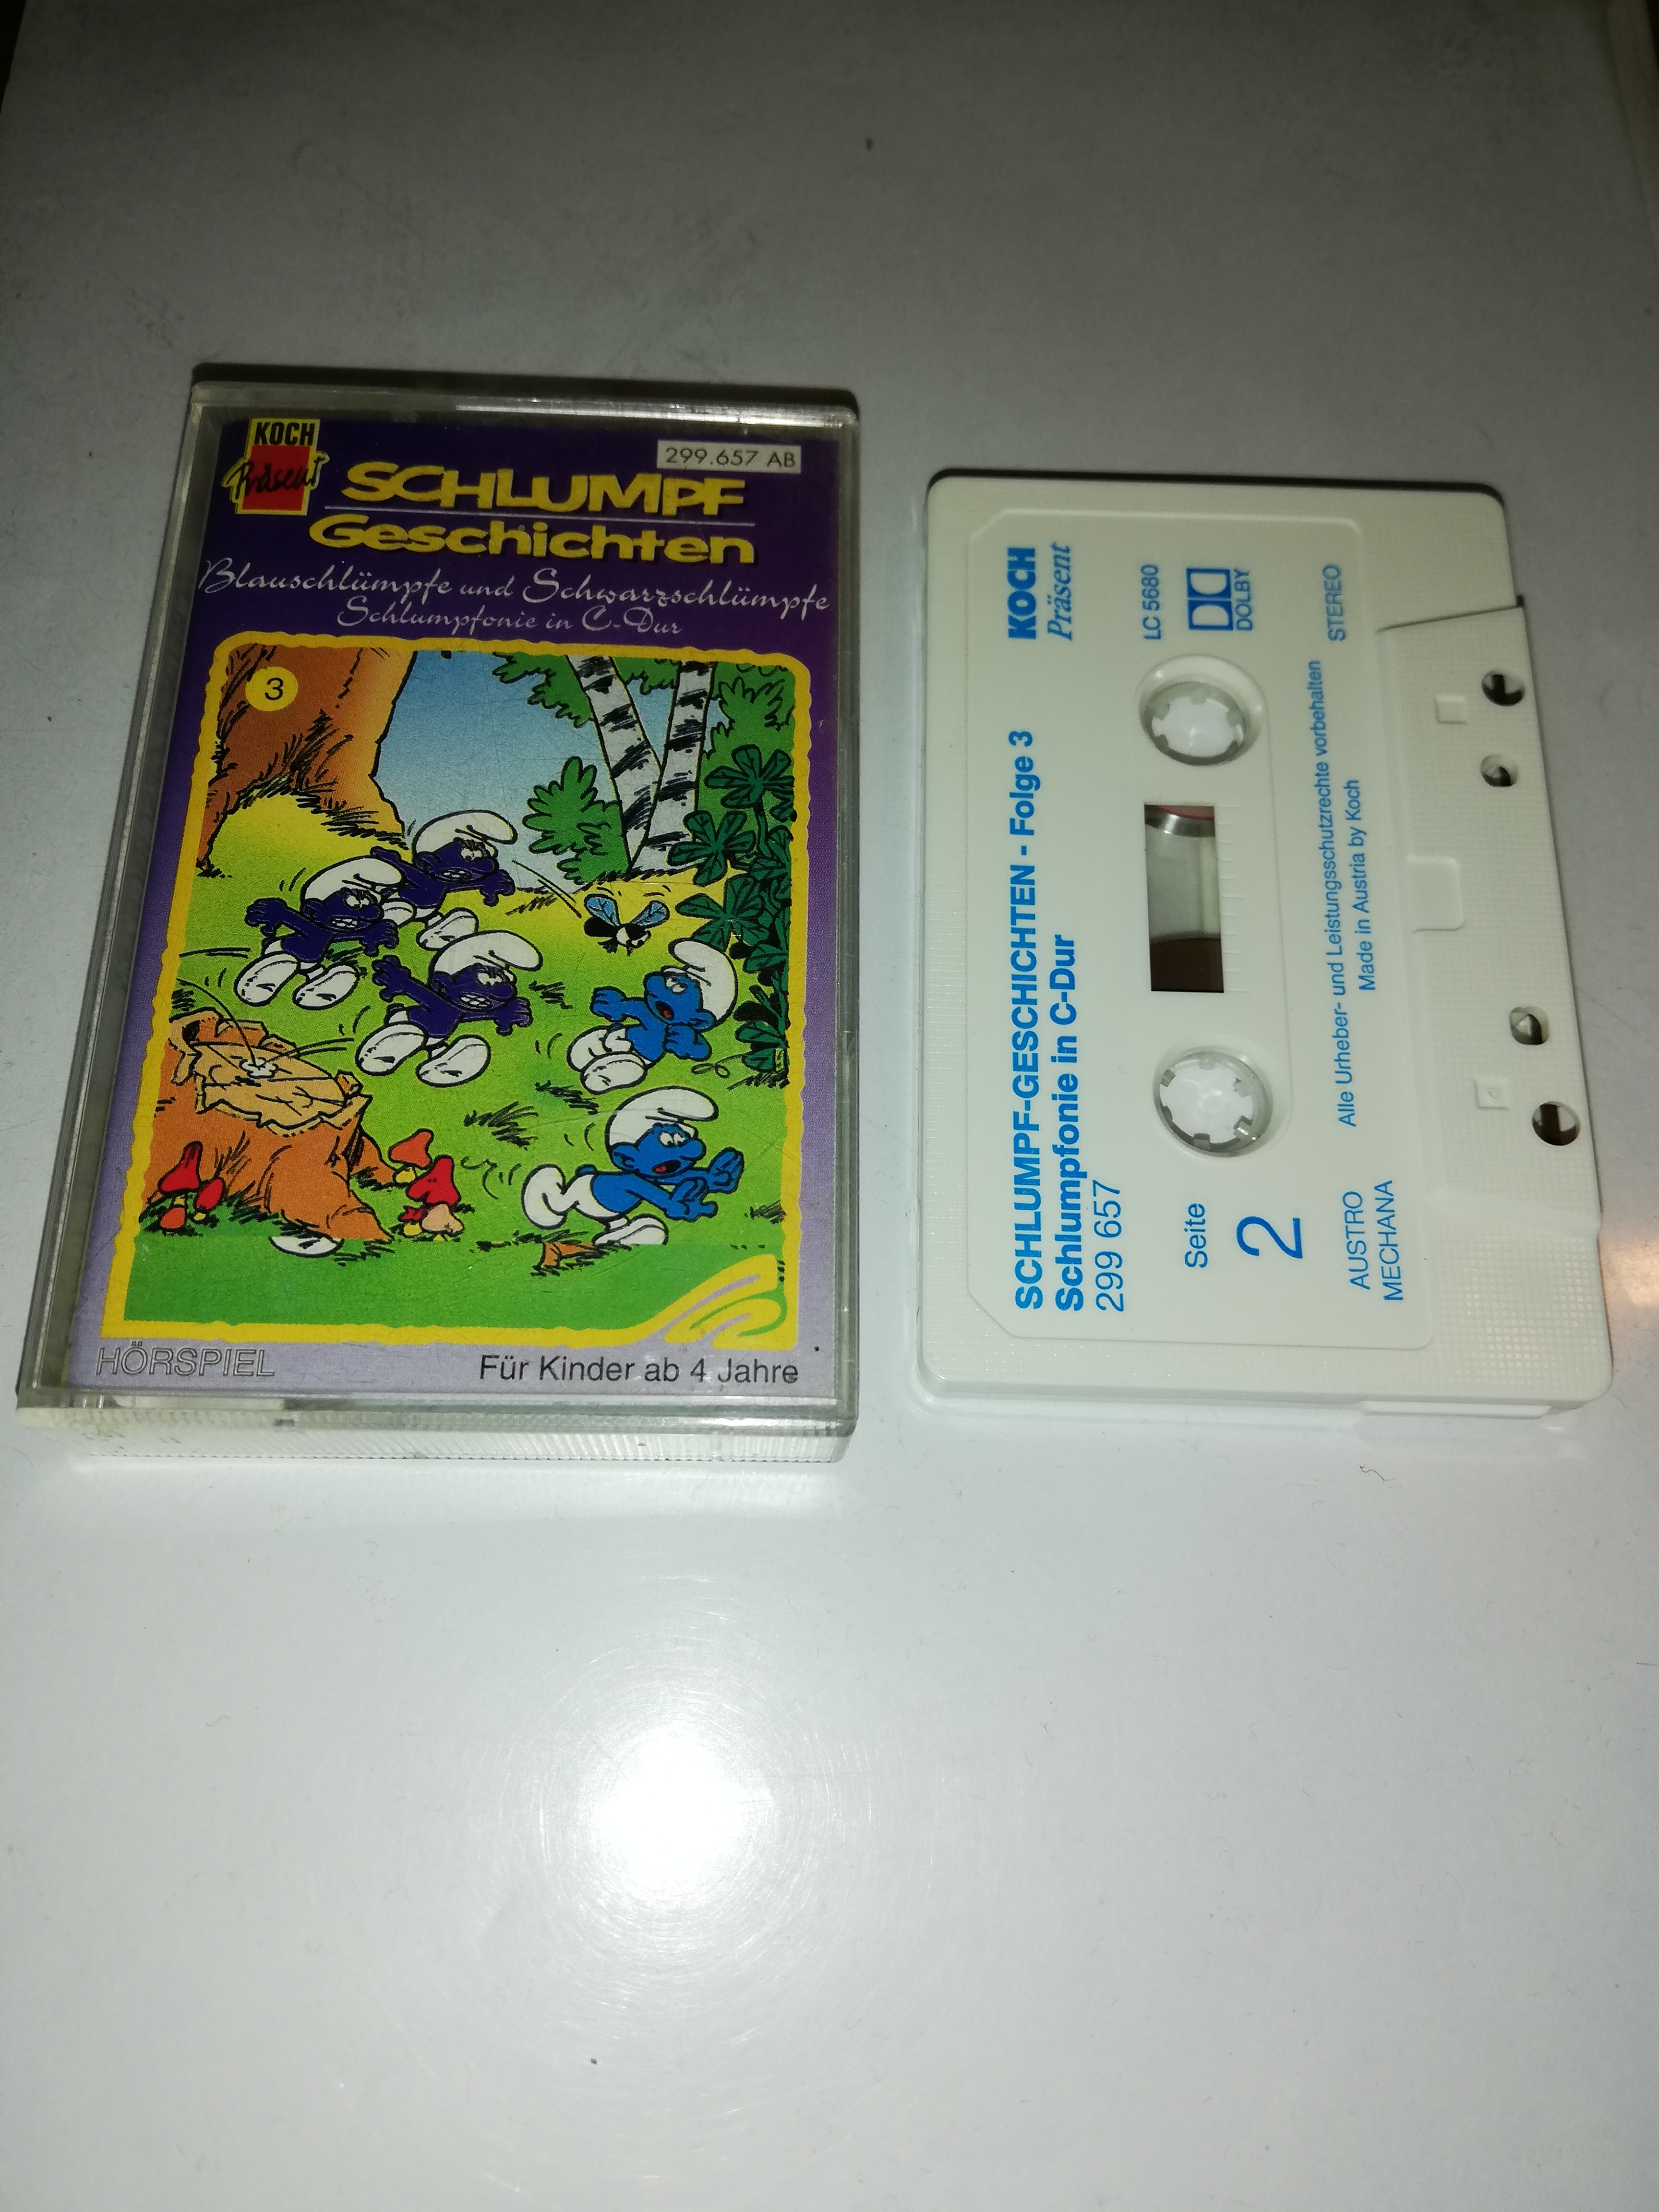 KOCH
Präsent
299.657 AB
SCHLUMPF
Geschichten
Blauschlümpfe und Schwarzschlümpfe
Schlumpfonie in C-Dur
3
HÖRSPIEL
Für Kinder ab 4 Jahre
SCHLUMPF-GESCHICHTEN - Folge 3
Schlumpfonie in C-Dur
299 657
KOCH
Präsent
Seite
2
LC 5680
DOLBY
STEREO
AUSTRO
MECHANA
Alle Urheber- und Leistungsschutzrechte vorbehalten
Made in Austria by Koch